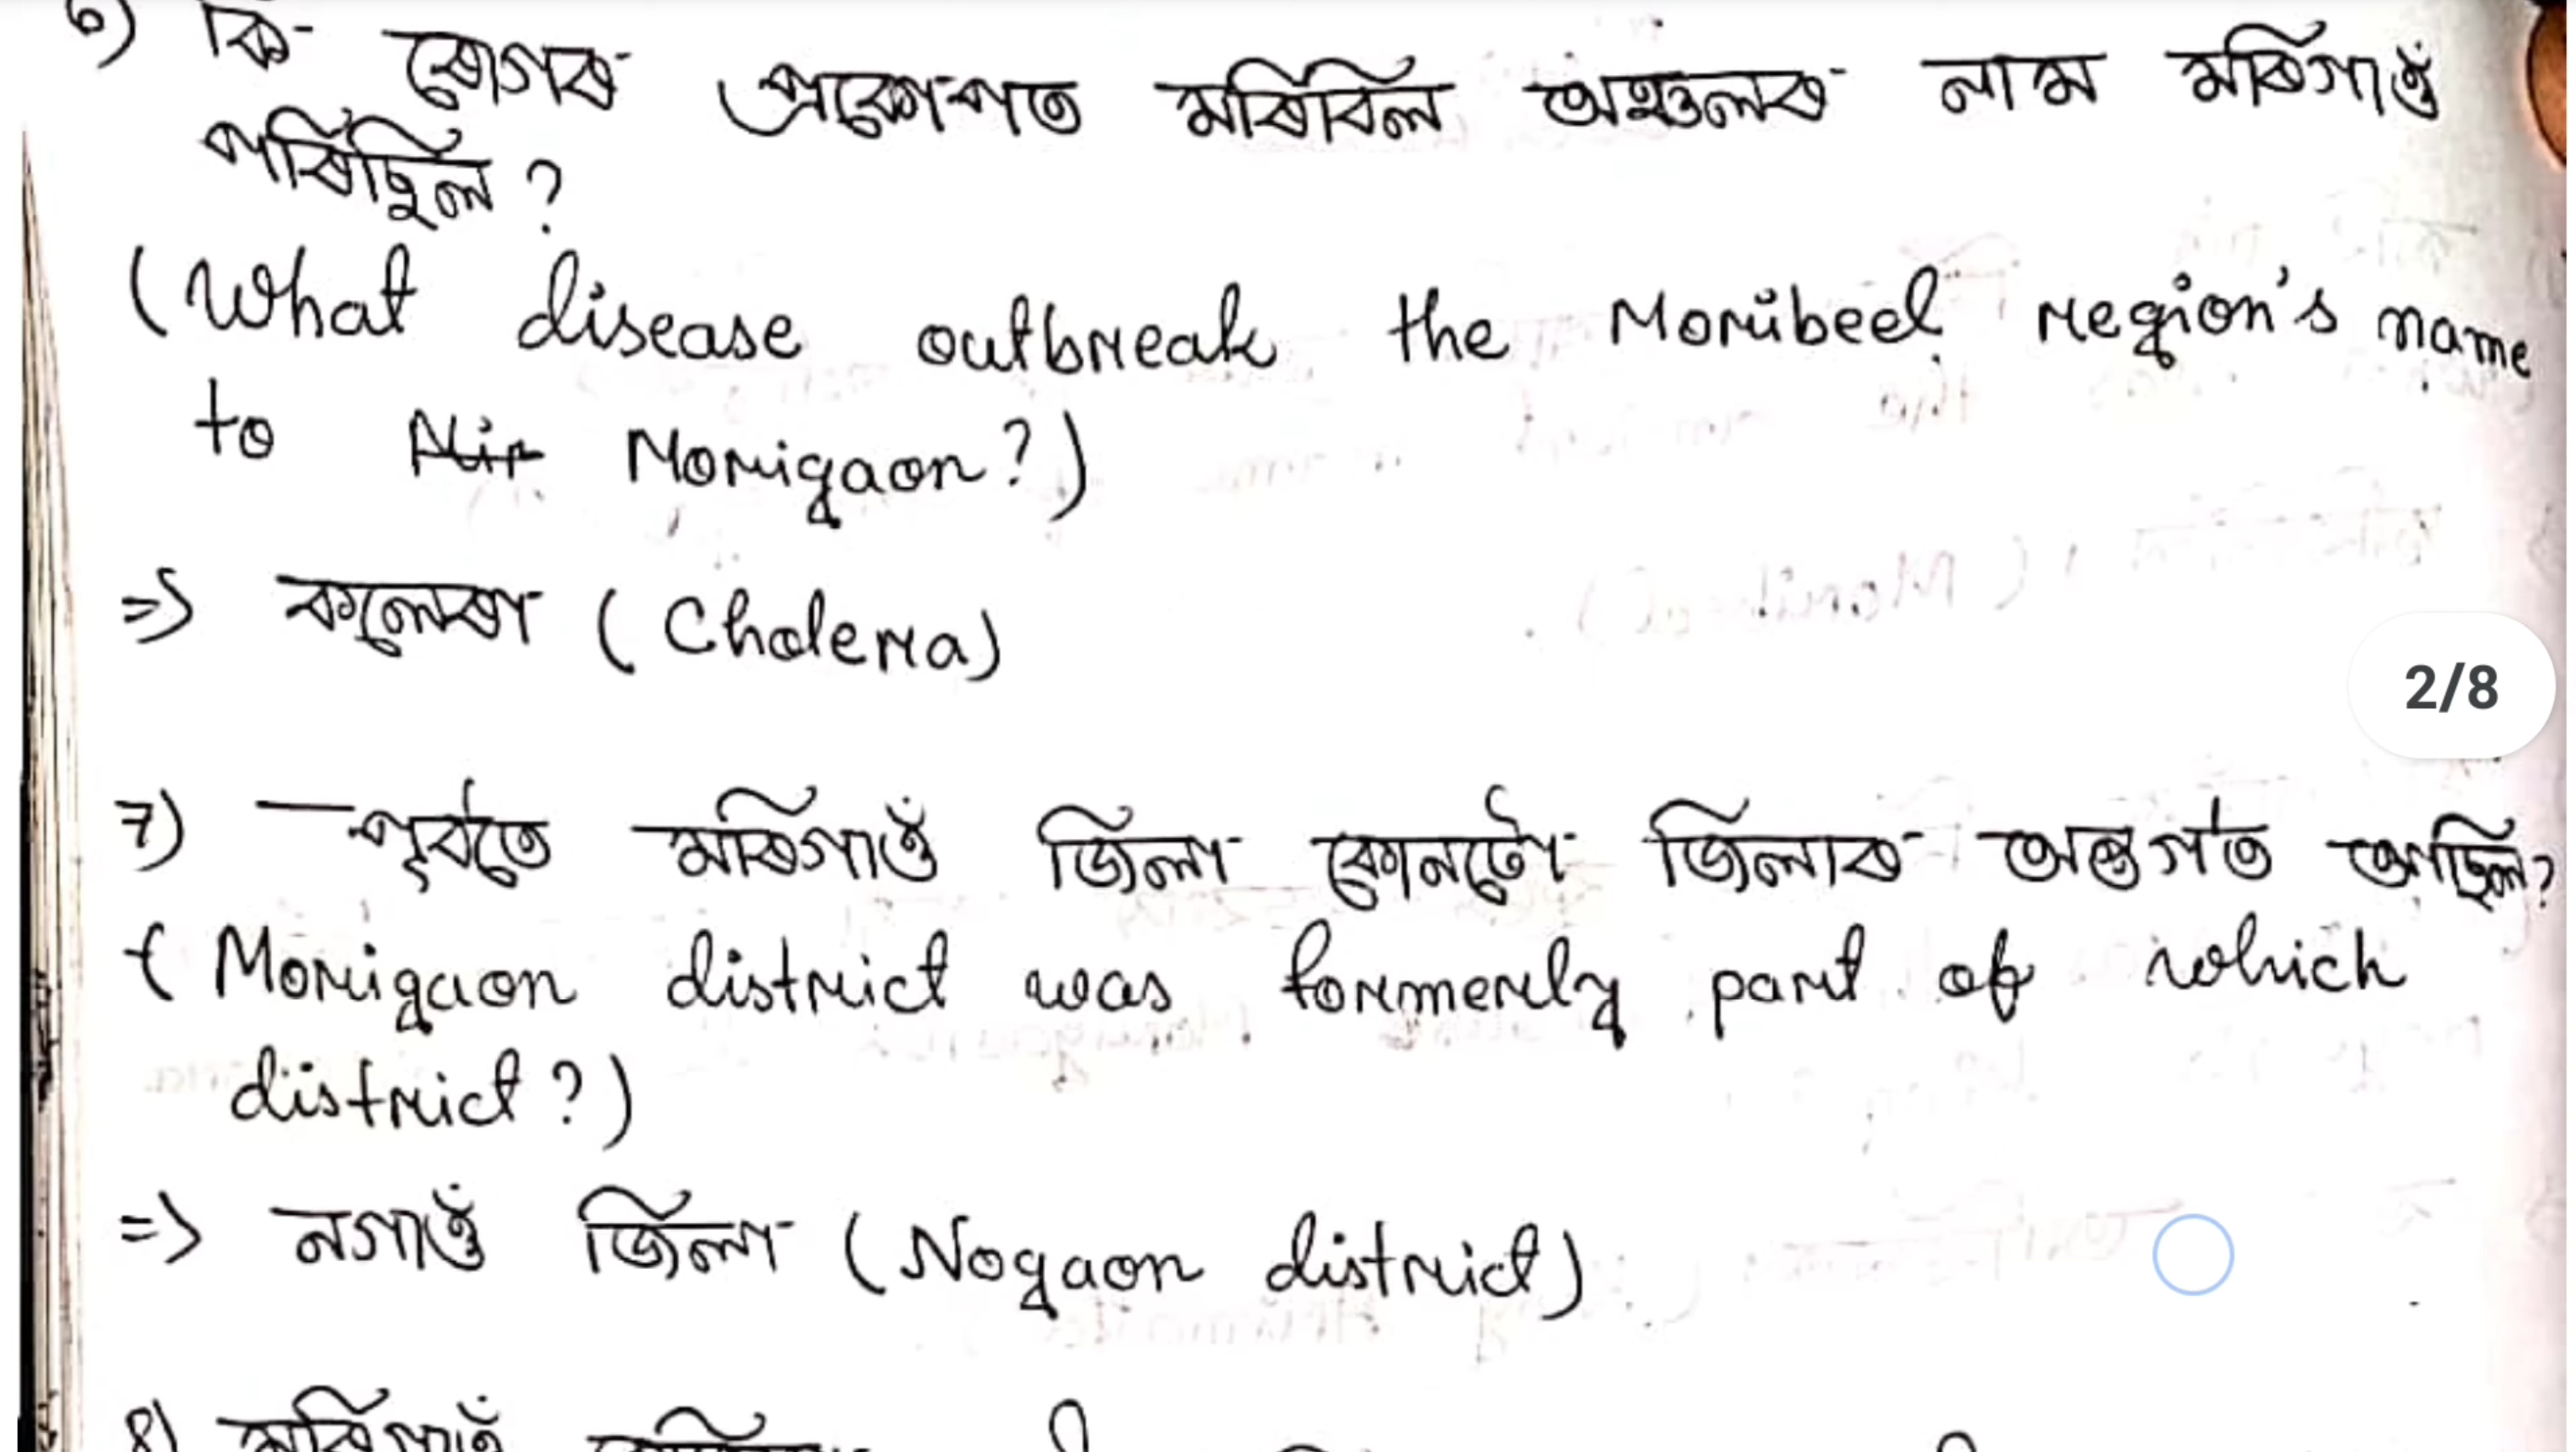 6) কি ৰোগৰ প্ৰকোপত মৰিবিল অঞ্চলৰ নাম মৰিগাওঁ
পৰিছিল?
(What disease outbreak the Moribeel region's name
to Morigaon?)
=> কলেৰা (Cholera)
2/8
7) পূৰ্বতে মৰিগাওঁ জিলা কোনটো জিলাৰ অন্তৰ্গত আছিল?
(Morigaon district was formerly part of which
district?)
=> নগাওঁ জিলা (Nogaon district)
8) মৰিগাওঁ